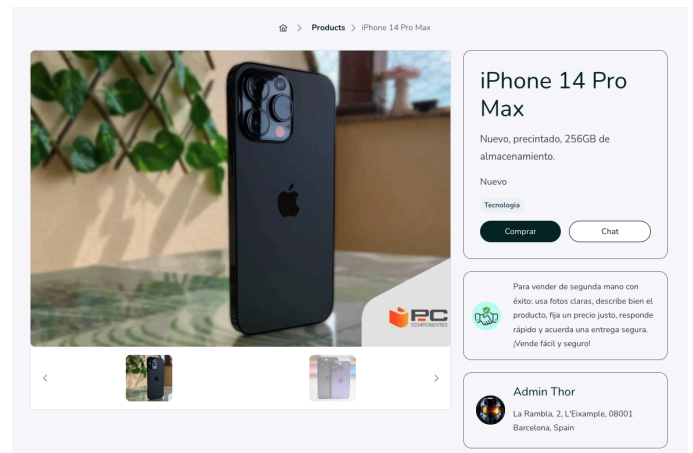 Products
iPhone 14 Pro Max
iPhone 14 Pro
Max
Nuevo, precintado, 256GB de
almacenamiento.
Nuevo
Tecnologia
Comprar
Chat
PC
COMPONENTES
Para vender de segunda mano con
éxito: usa fotos claras, describe bien el
producto, fija un precio justo, responde
rápido y acuerda una entrega segura.
¡Vende fácil y seguro!
Admin Thor
La Rambla, 2, L'Eixample, 08001
Barcelona, Spain